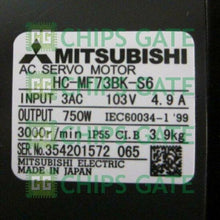 CHIPS GATE
MITSUBISHI
AC SERVO MOTOR
HC-MF73BK-S6
INPUT 3AC 103V 4.9A
OUTPUT 750W IEC60034-1 '99
3000r/min IP55 CI.B 3.9kg
SER.No.354201572 065
MITSUBISHI ELECTRIC
MADE IN JAPAN
CHIPS GATE